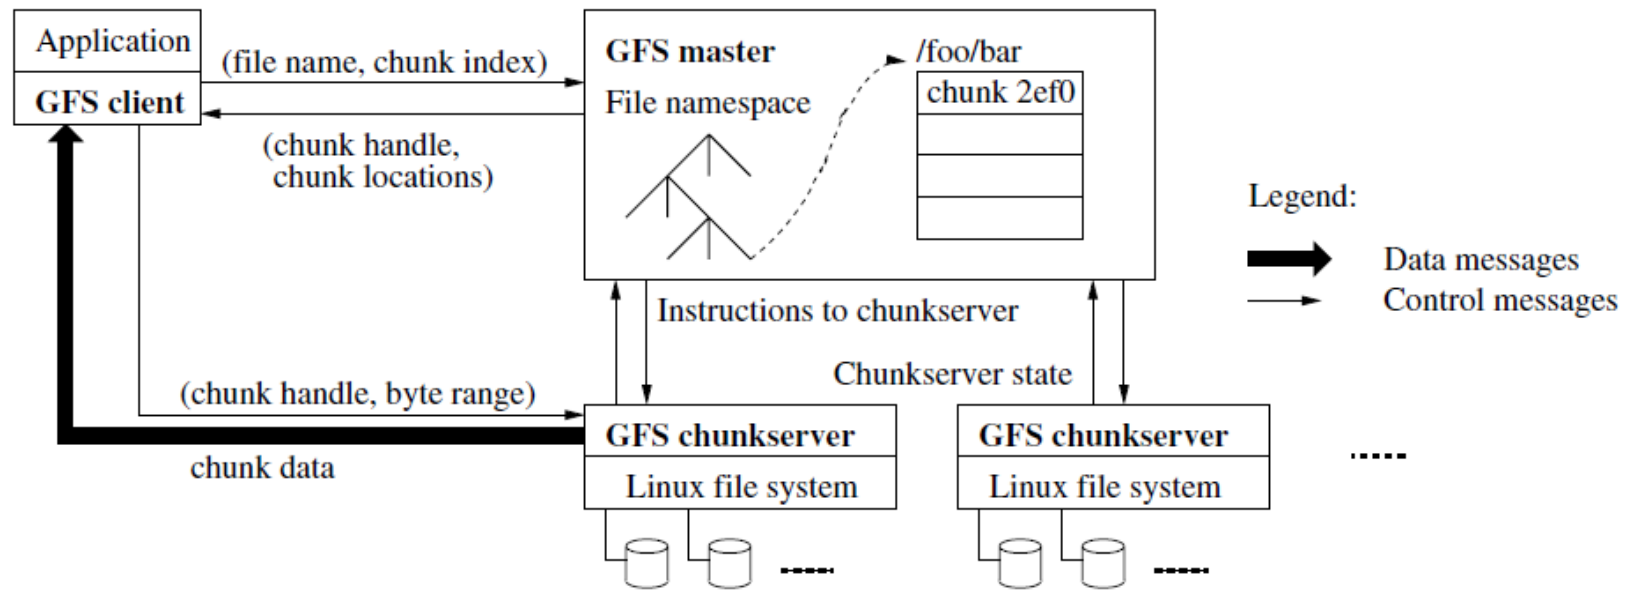 Application
GFS client
(file name, chunk index)
(chunk handle,
chunk locations)
GFS master
File namespace
/foo/bar
chunk 2ef0
Legend:
Data messages
Control messages
Instructions to chunkserver
Chunkserver state
(chunk handle, byte range)
chunk data
GFS chunkserver
Linux file system
GFS chunkserver
Linux file system